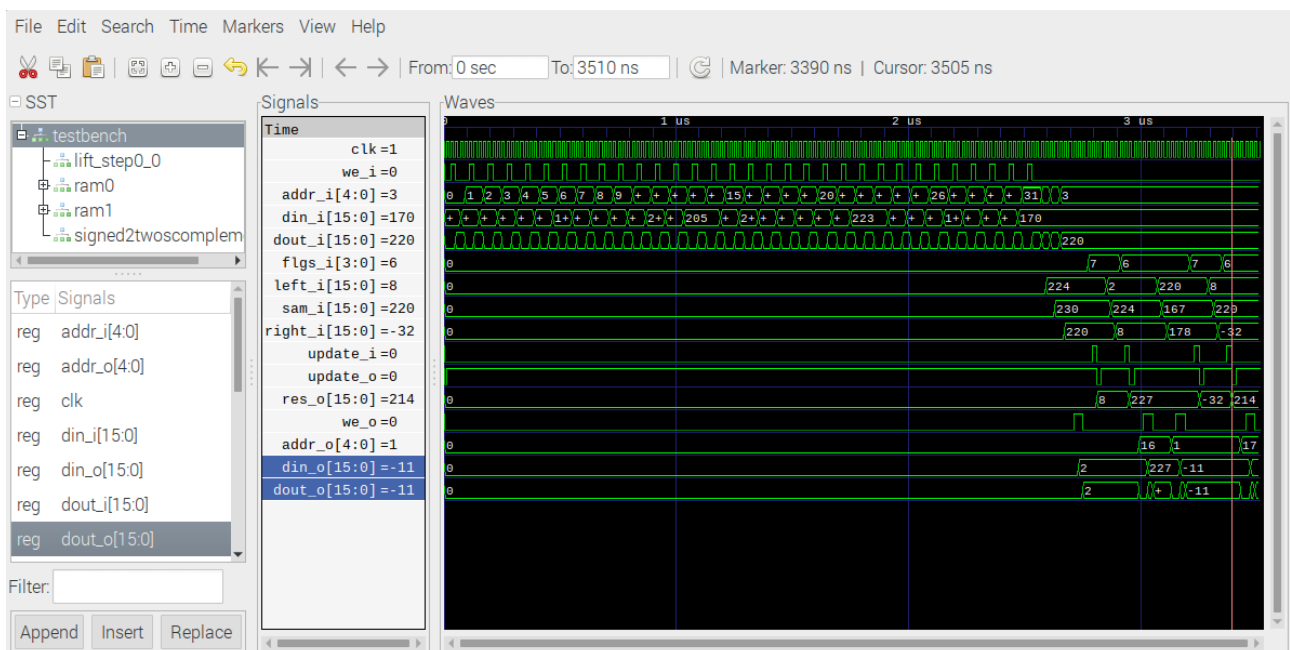 File Edit Search Time Markers View Help
From: 0 sec To: 3510 ns | Marker: 3390 ns | Cursor: 3505 ns
SST
testbench
lift_step0_0
ram0
ram1
signed2twoscomplem
Type Signals
reg addr_i[4:0]
reg addr_o[4:0]
reg clk
reg din_i[15:0]
reg din_o[15:0]
reg dout_i[15:0]
reg dout_o[15:0]
Filter:
Append Insert Replace
Signals
Time
clk =1
we_i =0
addr_i[4:0] =3
din_i[15:0] =170
dout_i[15:0] =220
flgs_i[3:0] =6
left_i[15:0] =8
sam_i[15:0] =220
right_i[15:0] =-32
update_i =0
update_o =0
res_o[15:0] =214
we_o =0
addr_o[4:0] =1
din_o[15:0] =-11
dout_o[15:0] =-11
Waves
0 1 us 2 us 3 us
0 1 2 3 4 5 6 7 8 9 + + + + + 15 + + + 20 + + + + + 26 + + + + 31 3
+ + + + + + + 1+ + + + 2+ + 205 + 2+ + + + + 223 + + + 1+ + + + 170
220
0 7 6 7 6
0 224 2 220 8
0 230 224 167 220
0 220 8 178 -32
0 8 227 -32 214
0 16 1 17
0 2 227 -11
0 2 + -11